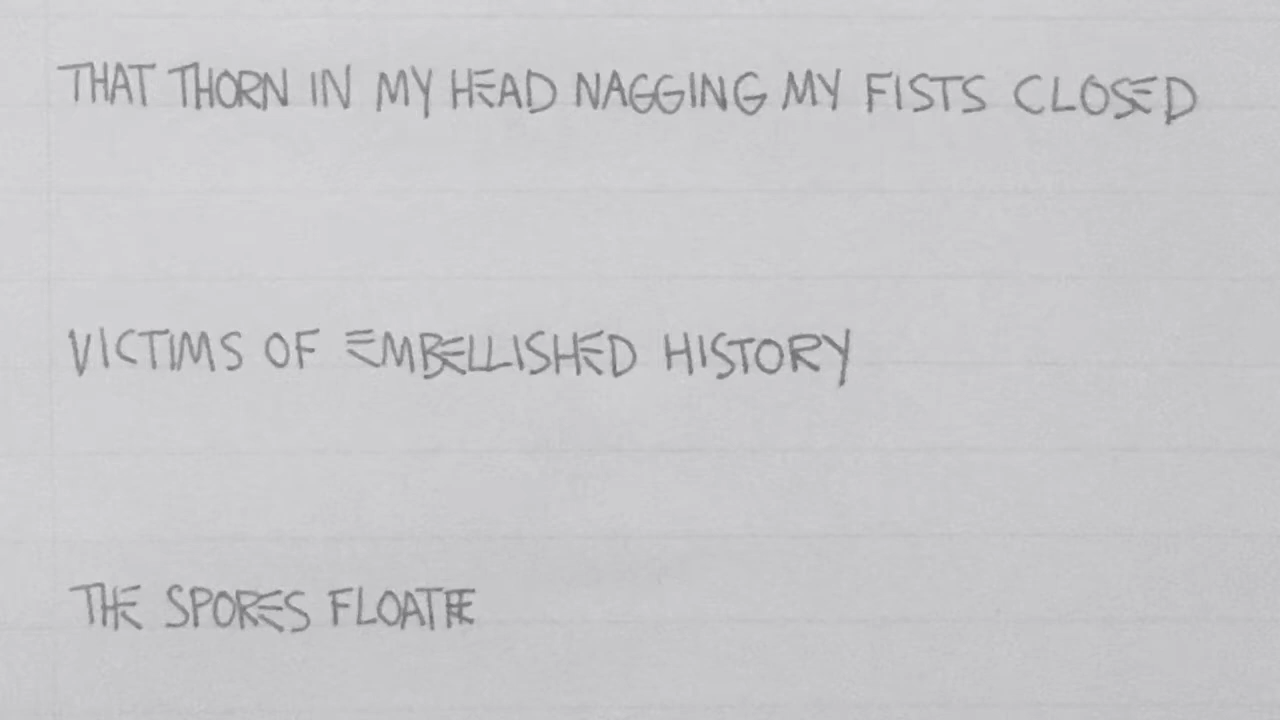 THAT THORN IN MY HEAD NAGGING MY FISTS CLOSED
VICTIMS OF EMBELLISHED HISTORY
THE SPORES